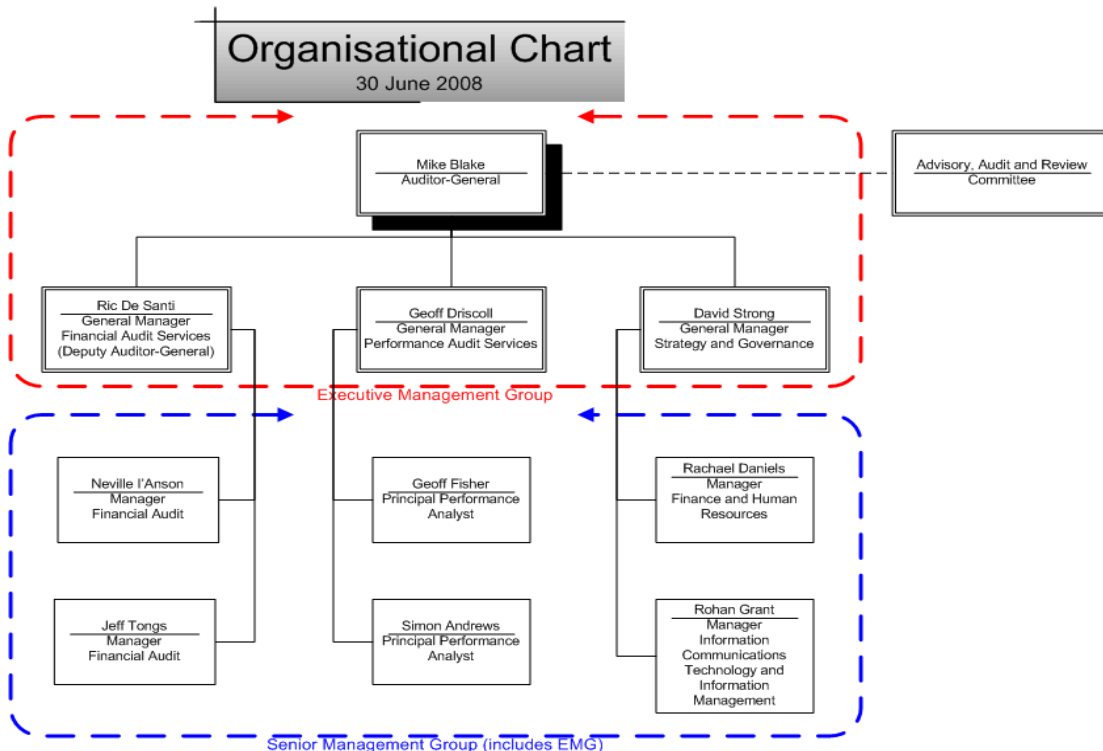 Organisational Chart
30 June 2008
Mike Blake
Auditor-General
Advisory, Audit and Review
Committee
Ric De Santi
General Manager
Financial Audit Services
(Deputy Auditor-General)
Geoff Driscoll
General Manager
Performance Audit Services
David Strong
General Manager
Strategy and Governance
Executive Management Group
Neville I'Anson
Manager
Financial Audit
Geoff Fisher
Principal Performance
Analyst
Rachael Daniels
Manager
Finance and Human
Resources
Jeff Tongs
Manager
Financial Audit
Simon Andrews
Principal Performance
Analyst
Rohan Grant
Manager
Information
Communications
Technology and
Information
Management
Senior Management Group (includes EMG)